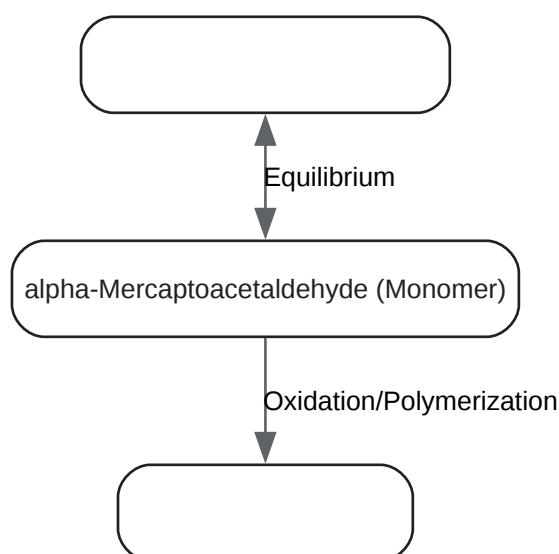 Equilibrium
alpha-Mercaptoacetaldehyde (Monomer)
Oxidation/Polymerization